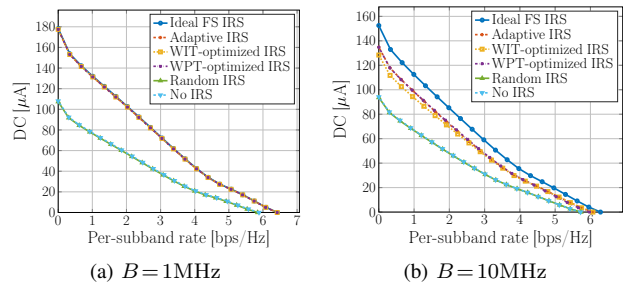 180
160
140
120
100
80
60
40
20
0
DC [μA]
Ideal FS IRS
Adaptive IRS
WIT-optimized IRS
WPT-optimized IRS
Random IRS
No IRS
0 1 2 3 4 5 6 7
Per-subband rate [bps/Hz]
(a) B = 1MHz
160
140
120
100
80
60
40
20
0
DC [μA]
Ideal FS IRS
Adaptive IRS
WIT-optimized IRS
WPT-optimized IRS
Random IRS
No IRS
0 1 2 3 4 5 6
Per-subband rate [bps/Hz]
(b) B = 10MHz